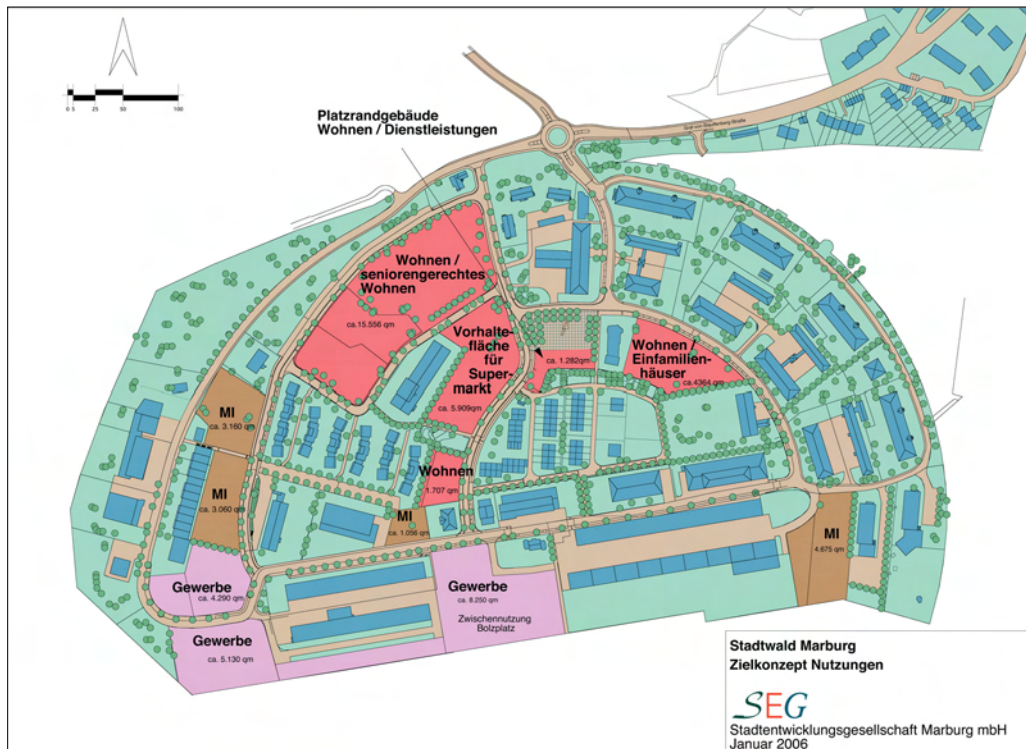 0 5 25 50 100
Platzrandgebäude
Wohnen / Dienstleistungen
Graf-von-Stauffenberg-Straße
Wohnen /
seniorengerechtes
Wohnen
ca.15.556 qm
Vorhalte-
fläche
für
Super-
markt
ca. 5.909qm
ca. 1.282qm
Wohnen /
Einfamilien-
häuser
ca.4364 qm
MI
ca. 3.160 qm
MI
ca. 3.060 qm
Wohnen
1.707 qm
MI
ca. 1.056 qm
MI
4.675 qm
Gewerbe
ca. 4.290 qm
Gewerbe
ca. 8.250 qm
Zwischennutzung
Bolzplatz
Gewerbe
ca. 5.130 qm
Stadtwald Marburg
Zielkonzept Nutzungen
SEG
Stadtentwicklungsgesellschaft Marburg mbH
Januar 2006